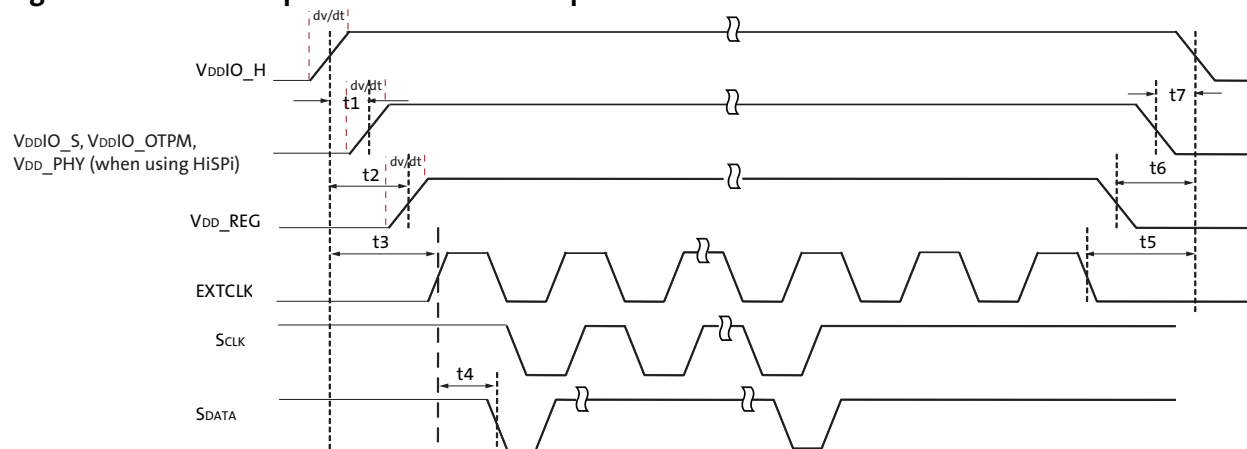 dv/dt
VDDIO_H
dv/dt
t1
t7
VDDIO_S, VDDIO_OTPM,
VDD_PHY (when using HiSPi)
dv/dt
t2
t6
VDD_REG
t3
t5
EXTCLK
SCLK
t4
SDATA